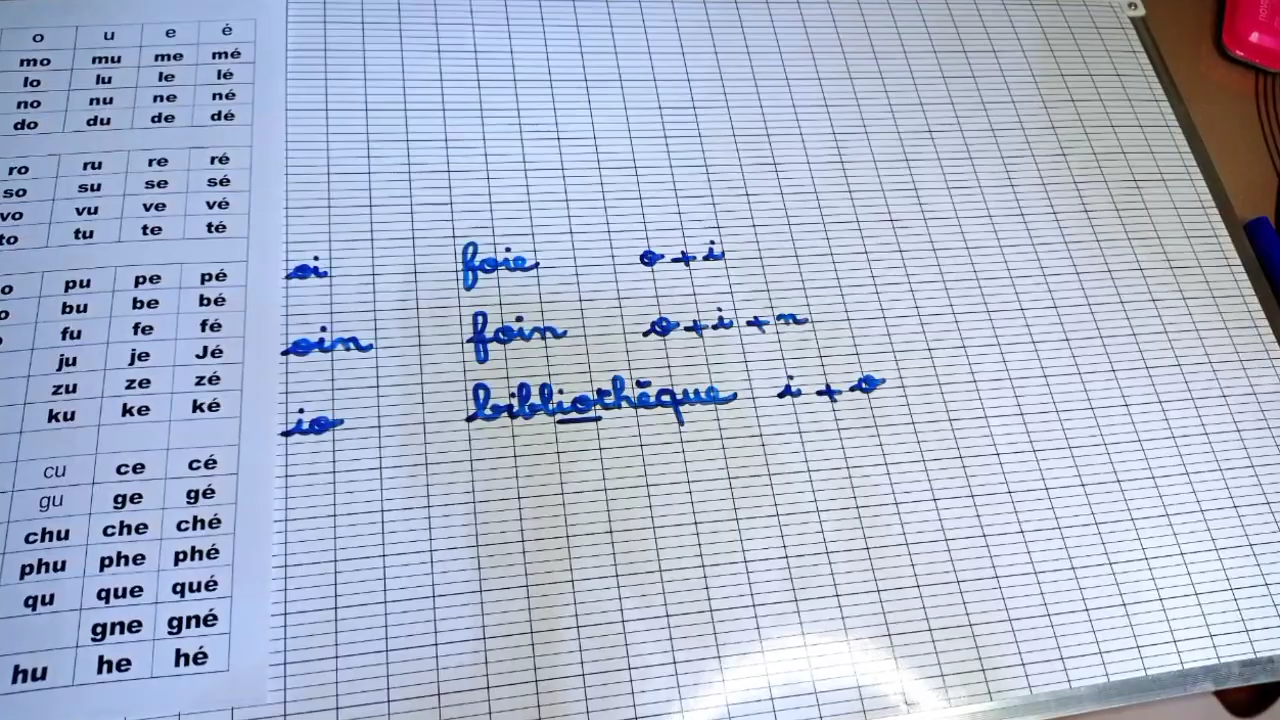 o u e é
mo mu me mé
lo lu le lé
no nu ne né
do du de dé
ro ru re ré
so su se sé
vo vu ve vé
to tu te té
o pu pe pé
o bu be bé
fu fe fé
ju je Jé
zu ze zé
ku ke ké
cu ce cé
gu ge gé
chu che ché
phu phe phé
qu que qué
gne gné
hu he hé
oi foie o+i
oin foin o+i+n
io bibliothèque i+o